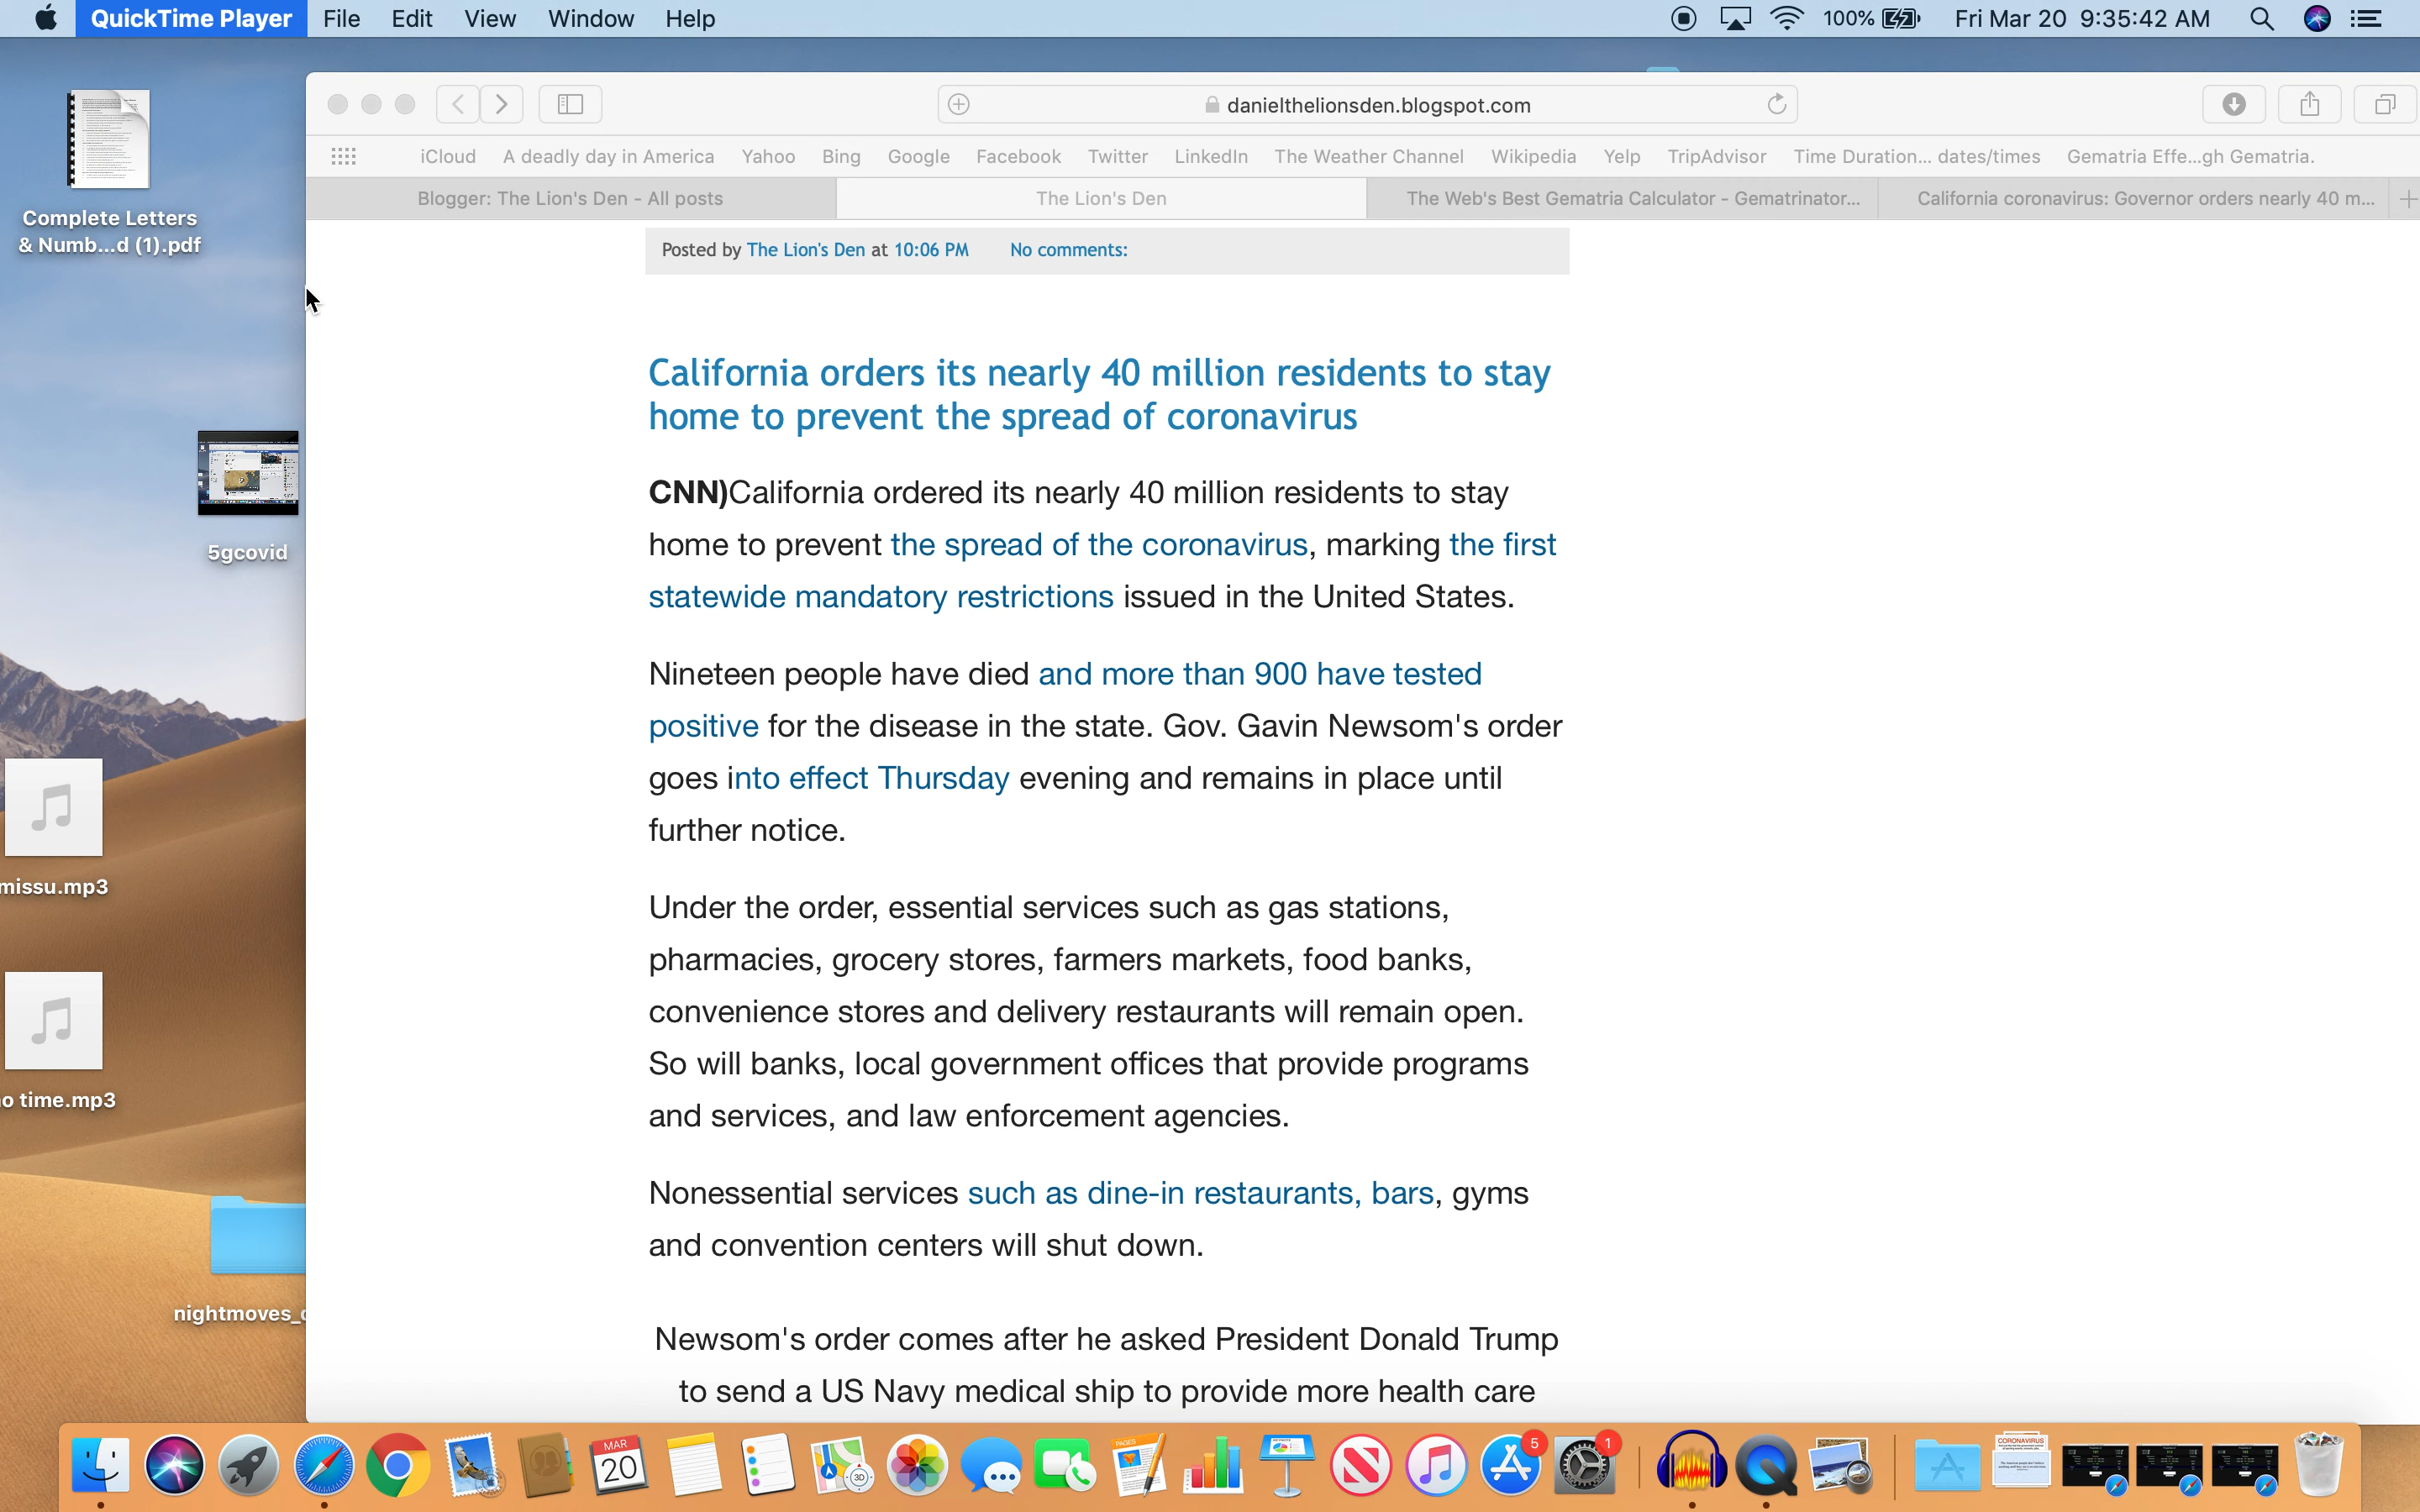 QuickTime Player File Edit View Window Help 100% Fri Mar 20 9:35:42 AM
danielthelionsden.blogspot.com
iCloud A deadly day in America Yahoo Bing Google Facebook Twitter LinkedIn The Weather Channel Wikipedia Yelp TripAdvisor Time Duration... dates/times Gematria Effe...gh Gematria.
Blogger: The Lion's Den - All posts The Lion's Den The Web's Best Gematria Calculator - Gematrinator... California coronavirus: Governor orders nearly 40 m...
Complete Letters
& Numb...d (1).pdf
5gcovid
missu.mp3
o time.mp3
nightmoves_
Posted by The Lion's Den at 10:06 PM No comments:
California orders its nearly 40 million residents to stay
home to prevent the spread of coronavirus
CNN)California ordered its nearly 40 million residents to stay
home to prevent the spread of the coronavirus, marking the first
statewide mandatory restrictions issued in the United States.
Nineteen people have died and more than 900 have tested
positive for the disease in the state. Gov. Gavin Newsom's order
goes into effect Thursday evening and remains in place until
further notice.
Under the order, essential services such as gas stations,
pharmacies, grocery stores, farmers markets, food banks,
convenience stores and delivery restaurants will remain open.
So will banks, local government offices that provide programs
and services, and law enforcement agencies.
Nonessential services such as dine-in restaurants, bars, gyms
and convention centers will shut down.
Newsom's order comes after he asked President Donald Trump
to send a US Navy medical ship to provide more health care
MAR
20
3D
PAGES
5
1
CORONAVIRUS